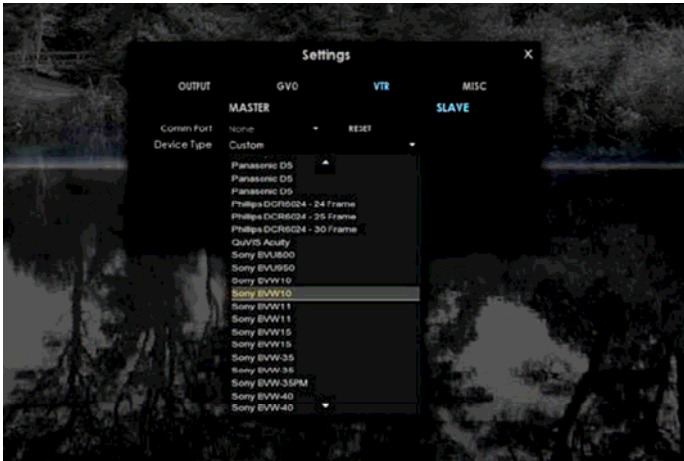 Settings X
OUTPUT GVO VTR MISC
MASTER SLAVE
Comm Port None RESET
Device Type Custom
Panasonic D5
Panasonic D5
Panasonic D5
Phillips DCR6024 - 24 Frame
Phillips DCR6024 - 25 Frame
Phillips DCR6024 - 30 Frame
QuVIS Acuity
Sony BVU800
Sony BVU950
Sony BVW10
Sony BVW10
Sony BVW11
Sony BVW11
Sony BVW15
Sony BVW15
Sony BVW-35
Sony BVW-35
Sony BVW-35PM
Sony BVW-40
Sony BVW-40